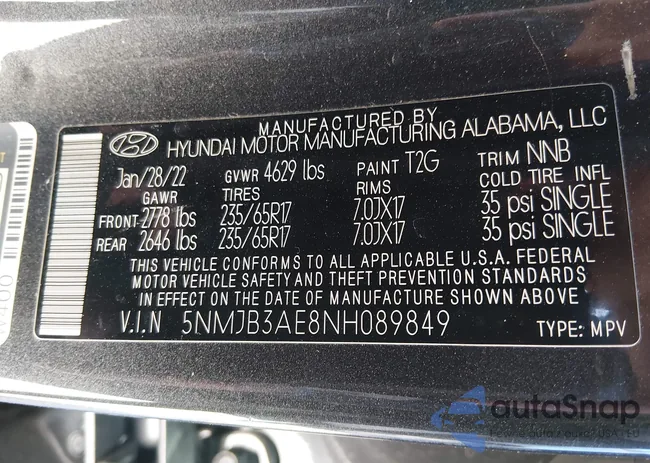 MANUFACTURED BY
HYUNDAI MOTOR MANUFACTURING ALABAMA, LLC
Jan/28/22 GVWR 4629 lbs PAINT T2G TRIM NNB
GAWR TIRES RIMS COLD TIRE INFL
FRONT 2778 lbs 235/65R17 7.0JX17 35 psi SINGLE
REAR 2646 lbs 235/65R17 7.0JX17 35 psi SINGLE
THIS VEHICLE CONFORMS TO ALL APPLICABLE U.S.A. FEDERAL
MOTOR VEHICLE SAFETY AND THEFT PREVENTION STANDARDS
IN EFFECT ON THE DATE OF MANUFACTURE SHOWN ABOVE
V.I.N 5NMJB3AE8NH089849 TYPE: MPV
autoSnap